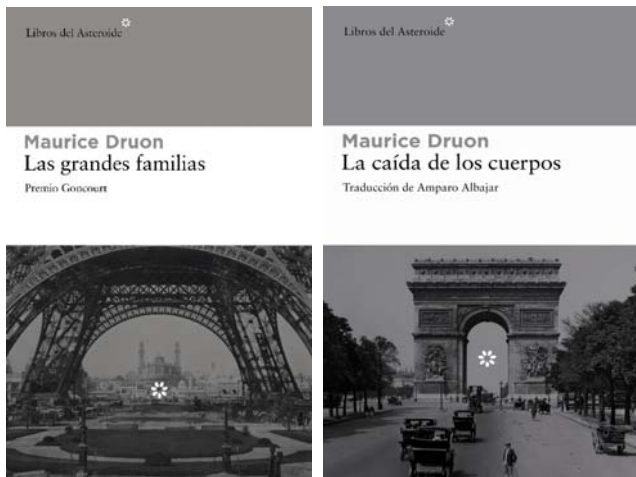 Libros del Asteroide
Maurice Druon
Las grandes familias
Premio Goncourt
Libros del Asteroide
Maurice Druon
La caída de los cuerpos
Traducción de Amparo Albajar